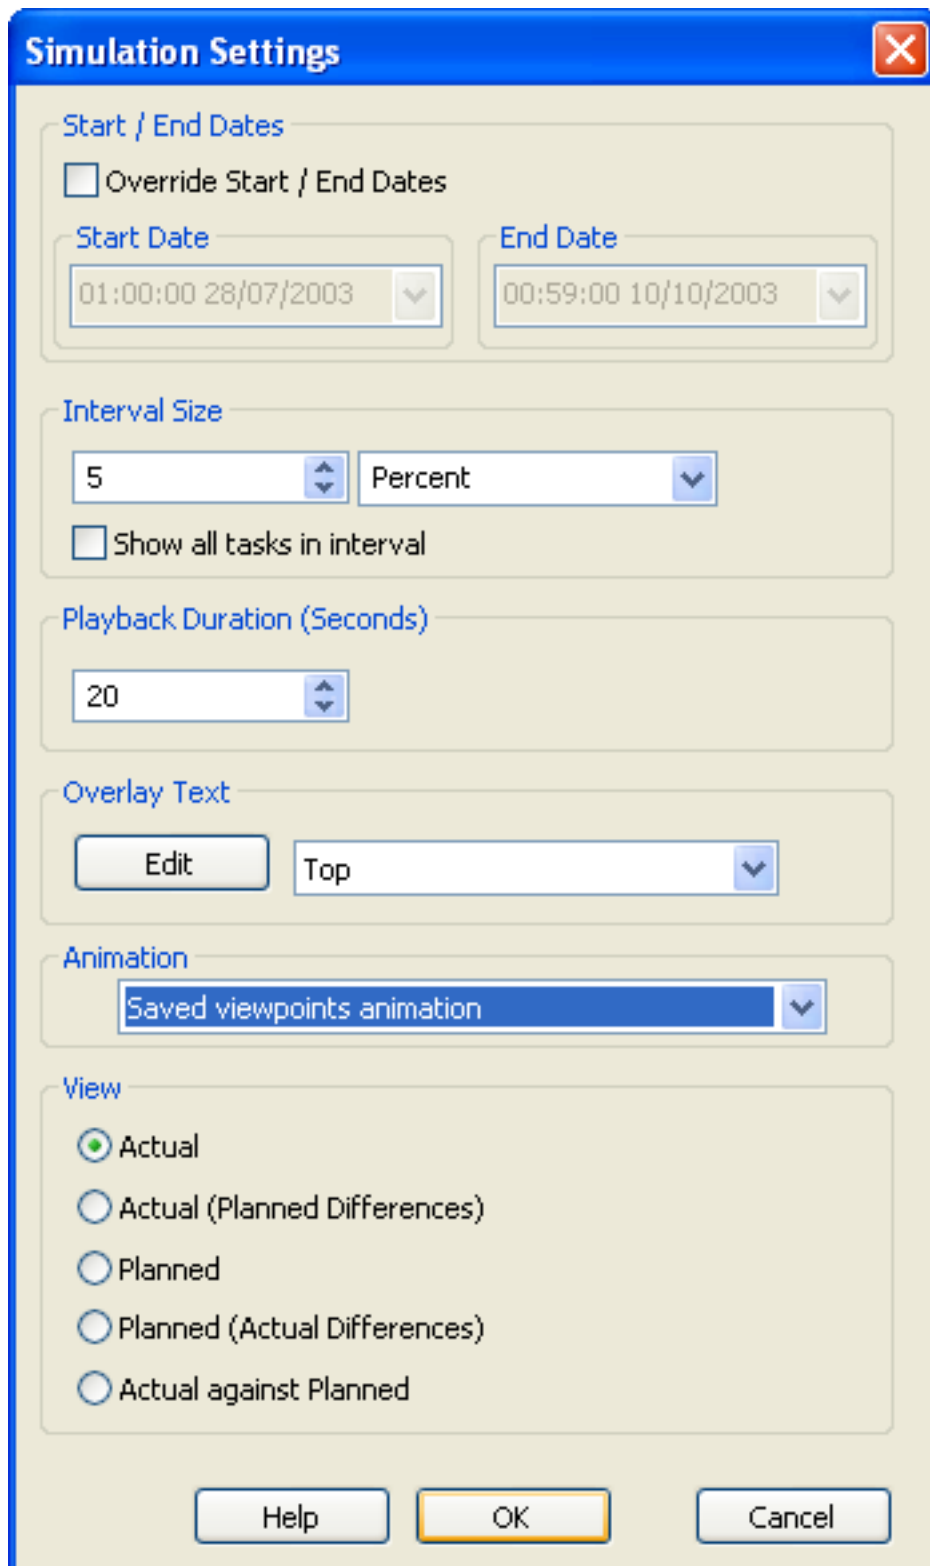 Simulation Settings
Start / End Dates
Override Start / End Dates
Start Date
End Date
01:00:00 28/07/2003
00:59:00 10/10/2003
Interval Size
5
Percent
Show all tasks in interval
Playback Duration (Seconds)
20
Overlay Text
Edit
Top
Animation
Saved viewpoints animation
View
Actual
Actual (Planned Differences)
Planned
Planned (Actual Differences)
Actual against Planned
Help
OK
Cancel